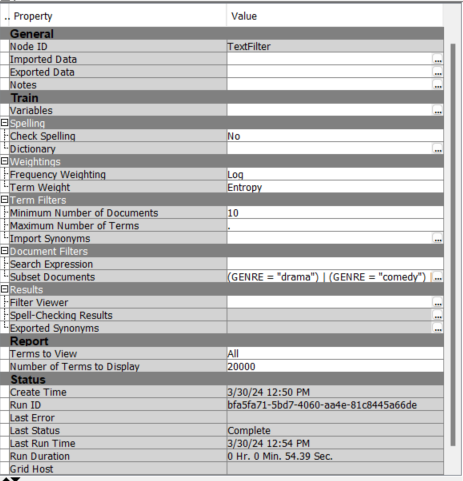 .. Property Value
General
Node ID TextFilter
Imported Data ...
Exported Data ...
Notes ...
Train
Variables ...
Spelling
Check Spelling No
Dictionary ...
Weightings
Frequency Weighting Log
Term Weight Entropy
Term Filters
Minimum Number of Documents 10
Maximum Number of Terms .
Import Synonyms ...
Document Filters
Search Expression
Subset Documents (GENRE = "drama") | (GENRE = "comedy") | ...
Results
Filter Viewer ...
Spell-Checking Results ...
Exported Synonyms ...
Report
Terms to View All
Number of Terms to Display 20000
Status
Create Time 3/30/24 12:50 PM
Run ID bfa5fa71-5bd7-4060-aa4e-81c8445a66de
Last Error
Last Status Complete
Last Run Time 3/30/24 12:54 PM
Run Duration 0 Hr. 0 Min. 54.39 Sec.
Grid Host